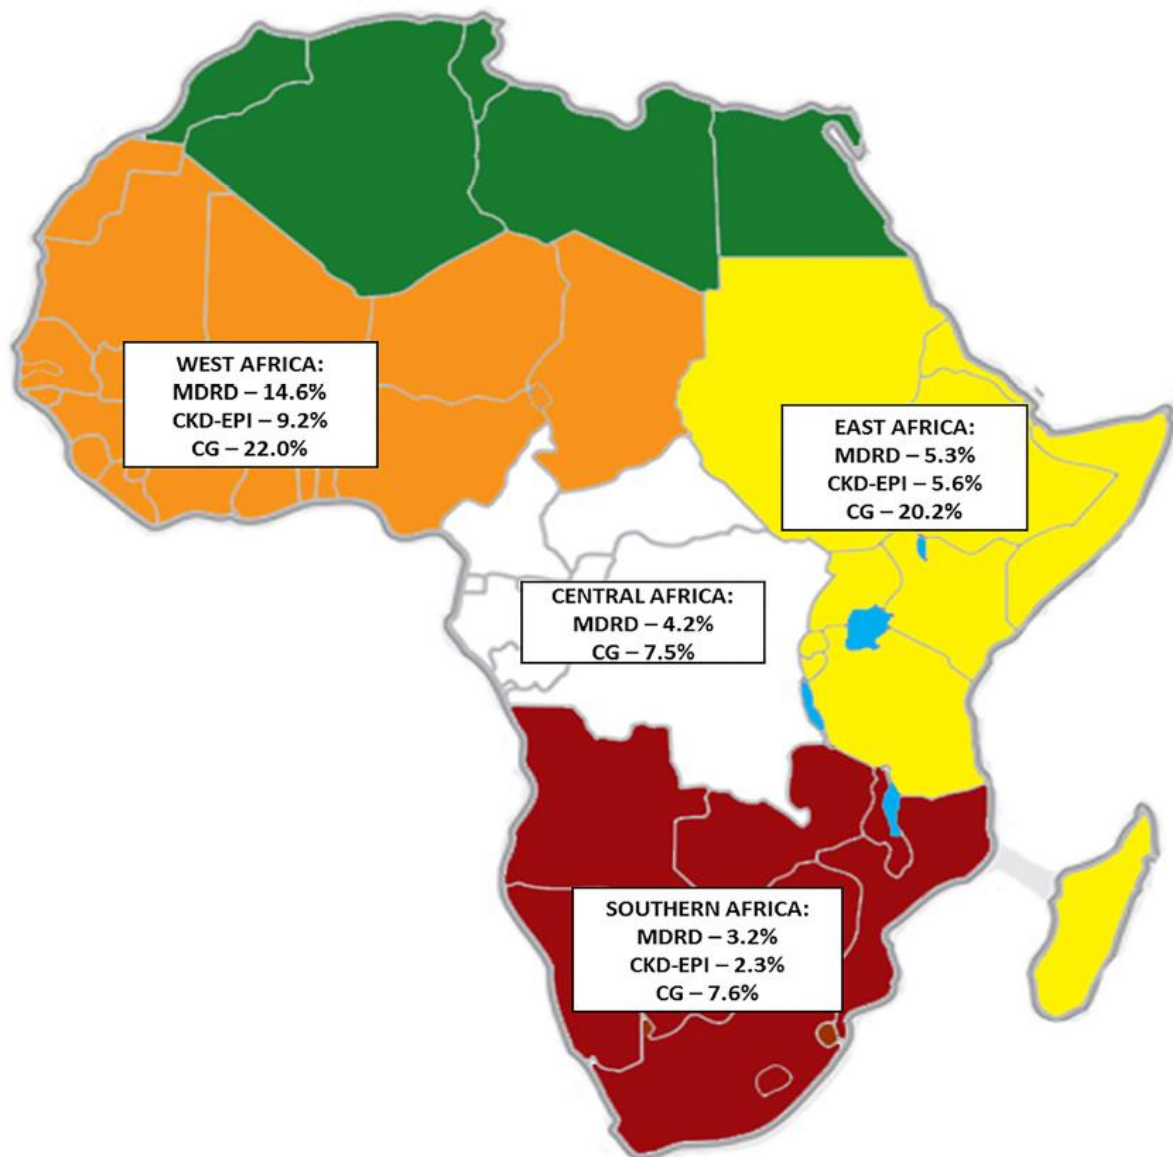 WEST AFRICA:
MDRD – 14.6%
CKD-EPI – 9.2%
CG – 22.0%
EAST AFRICA:
MDRD – 5.3%
CKD-EPI – 5.6%
CG – 20.2%
CENTRAL AFRICA:
MDRD – 4.2%
CG – 7.5%
SOUTHERN AFRICA:
MDRD – 3.2%
CKD-EPI – 2.3%
CG – 7.6%